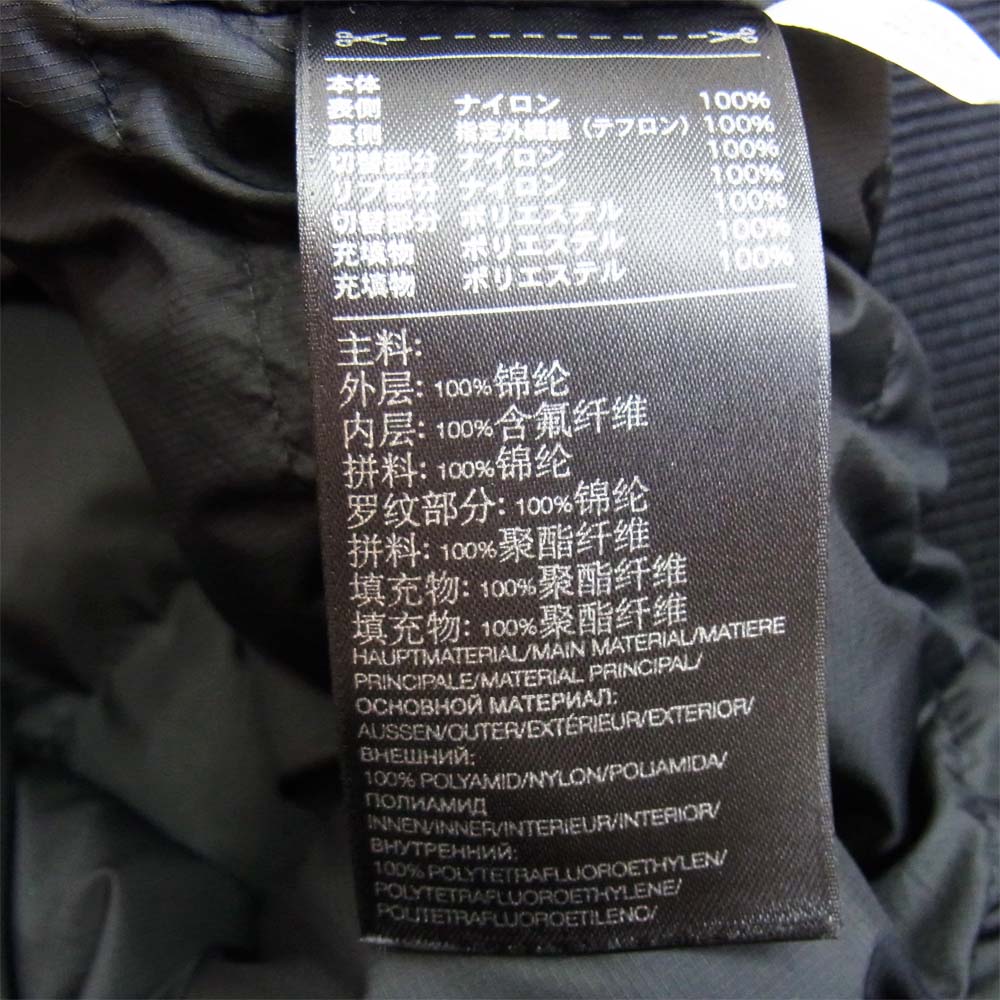 本体
表側 ナイロン 100%
裏側 指定外繊維(テフロン) 100%
切替部分 ナイロン 100%
リブ部分 ナイロン 100%
切替部分 ポリエステル 100%
充填物 ポリエステル 100%
充填物 ポリエステル 100%
主料:
外层: 100%锦纶
内层: 100%含氟纤维
拼料: 100%锦纶
罗纹部分: 100%锦纶
拼料: 100%聚酯纤维
填充物: 100%聚酯纤维
填充物: 100%聚酯纤维
HAUPTMATERIAL/MAIN MATERIAL/MATIERE
PRINCIPALE/MATERIAL PRINCIPAL/
ОСНОВНОЙ МАТЕРИАЛ:
AUSSEN/OUTER/EXTÉRIEUR/EXTERIOR/
ВНЕШНИЙ:
100% POLYAMID/NYLON/POLIAMIDA/
ПОЛИАМИД
INNEN/INNER/INTERIEUR/INTERIOR/
ВНУТРЕННИЙ:
100% POLYTETRAFLUOROETHYLEN/
POLYTETRAFLUOROETHYLENE/
POLITETRAFLUOROETILENO/